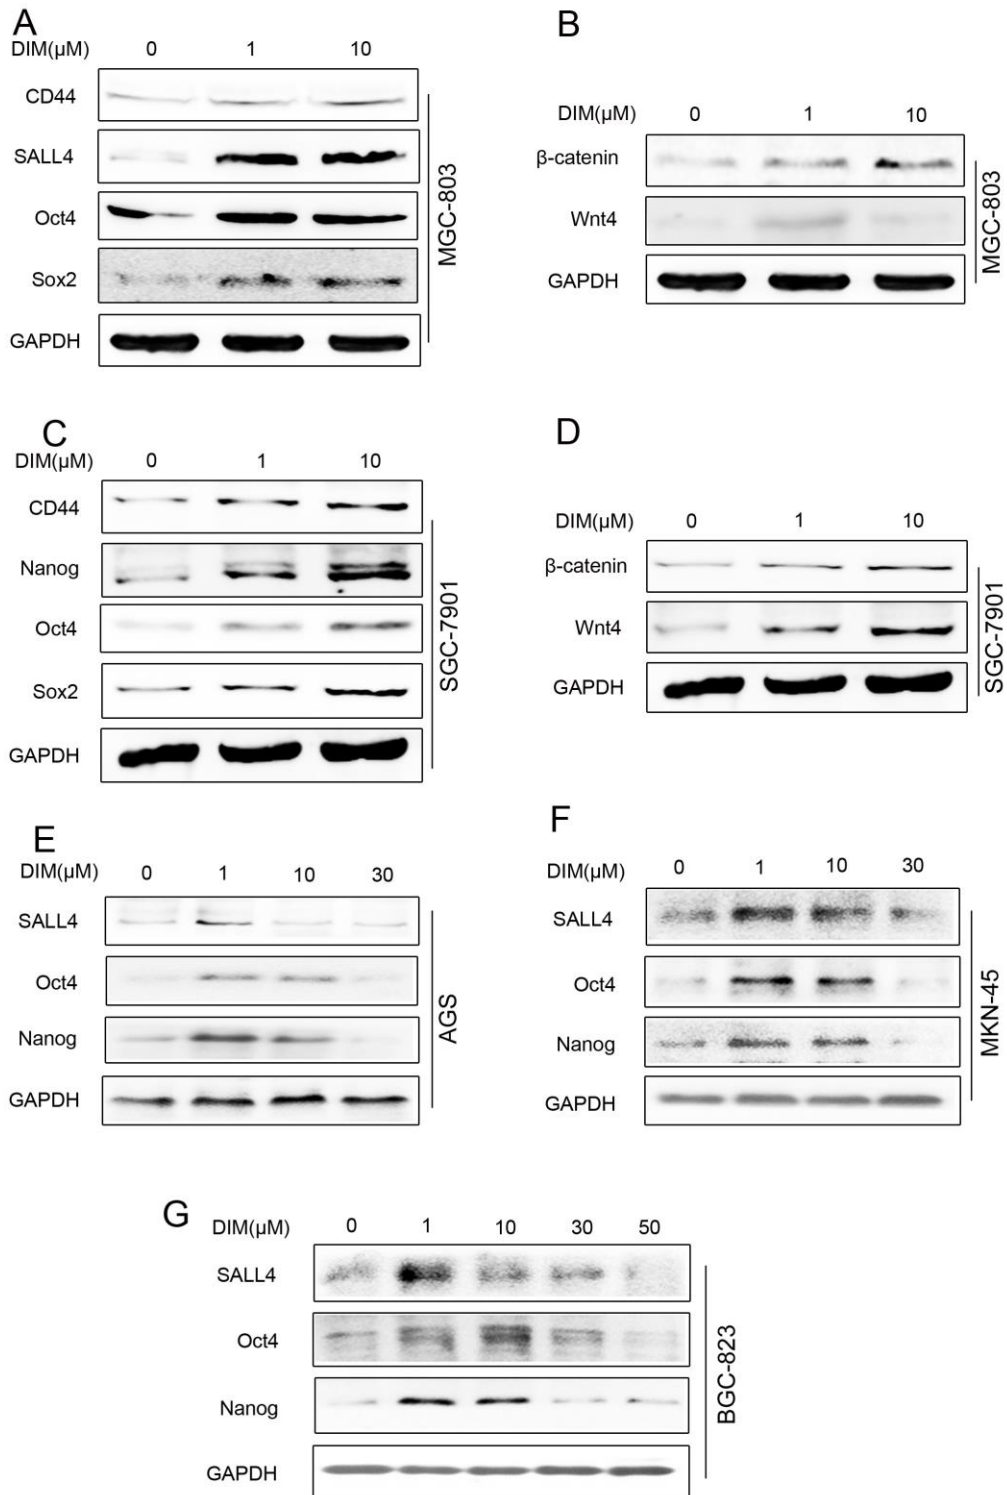 A
DIM(μM) 0 1 10
CD44
SALL4
Oct4
Sox2
GAPDH
MGC-803
B
DIM(μM) 0 1 10
β-catenin
Wnt4
GAPDH
MGC-803
C
DIM(μM) 0 1 10
CD44
Nanog
Oct4
Sox2
GAPDH
SGC-7901
D
DIM(μM) 0 1 10
β-catenin
Wnt4
GAPDH
SGC-7901
E
DIM(μM) 0 1 10 30
SALL4
Oct4
Nanog
GAPDH
AGS
F
DIM(μM) 0 1 10 30
SALL4
Oct4
Nanog
GAPDH
MKN-45
G
DIM(μM) 0 1 10 30 50
SALL4
Oct4
Nanog
GAPDH
BGC-823